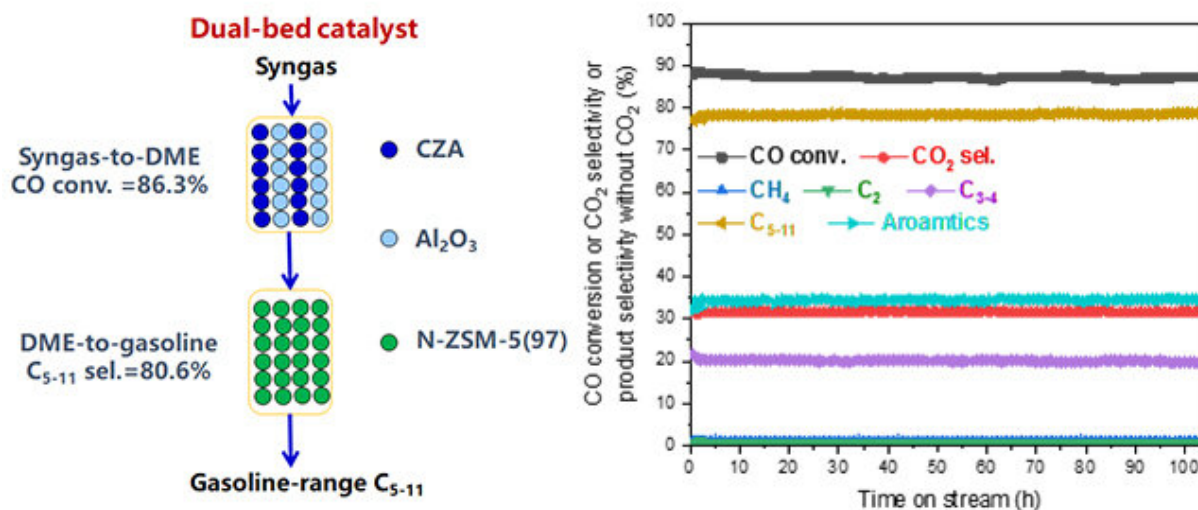 Dual-bed catalyst
Syngas
Syngas-to-DME
CO conv. =86.3%
CZA
Al₂O₃
DME-to-gasoline
C₅₋₁₁ sel.=80.6%
N-ZSM-5(97)
Gasoline-range C₅₋₁₁
CO conversion or CO₂ selectivity or
product selectivity without CO₂ (%)
100
90
80
70
60
50
40
30
20
10
0
CO conv.
CO₂ sel.
CH₄
C₂
C₃₋₄
C₅₋₁₁
Aroamtics
0 10 20 30 40 50 60 70 80 90 100
Time on stream (h)